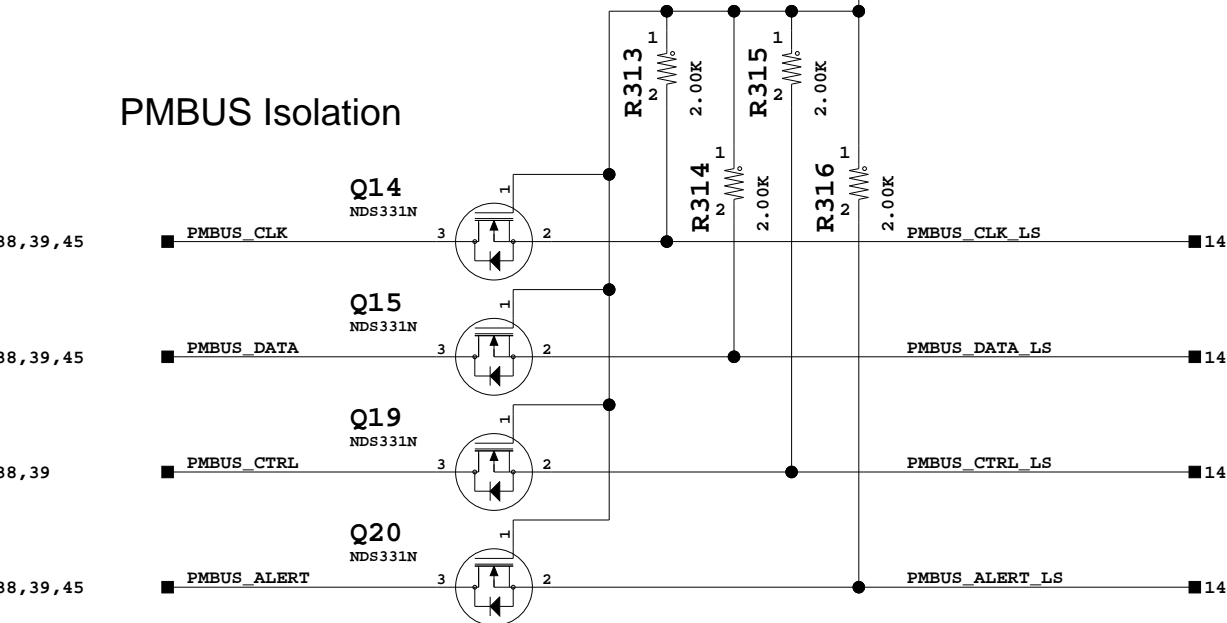 PMBUS Isolation
R313
1
2
2.00K
R315
1
2
2.00K
R314
1
2
2.00K
R316
1
2
2.00K
Q14
NDS331N
1
38,39,45 PMBUS_CLK 3 2 PMBUS_CLK_LS 14
Q15
NDS331N
1
38,39,45 PMBUS_DATA 3 2 PMBUS_DATA_LS 14
Q19
NDS331N
1
38,39 PMBUS_CTRL 3 2 PMBUS_CTRL_LS 14
Q20
NDS331N
1
38,39,45 PMBUS_ALERT 3 2 PMBUS_ALERT_LS 14